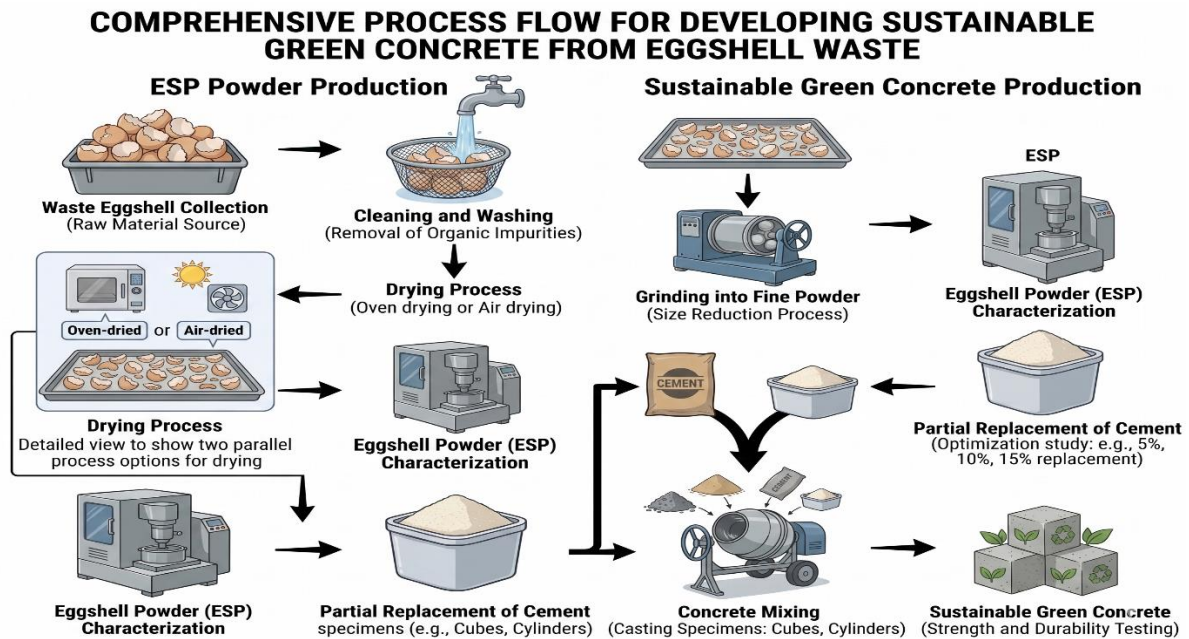 COMPREHENSIVE PROCESS FLOW FOR DEVELOPING SUSTAINABLE
GREEN CONCRETE FROM EGGSHELL WASTE
ESP Powder Production
Waste Eggshell Collection
(Raw Material Source)
Cleaning and Washing
(Removal of Organic Impurities)
Drying Process
(Oven drying or Air drying)
Oven-dried or Air-dried
Drying Process
Detailed view to show two parallel
process options for drying
Eggshell Powder (ESP)
Characterization
Eggshell Powder (ESP)
Characterization
Partial Replacement of Cement
specimens (e.g., Cubes, Cylinders)
Sustainable Green Concrete Production
Grinding into Fine Powder
(Size Reduction Process)
ESP
Eggshell Powder (ESP)
Characterization
Partial Replacement of Cement
(Optimization study: e.g., 5%,
10%, 15% replacement)
CEMENT
CEMENT
Concrete Mixing
(Casting Specimens: Cubes, Cylinders)
Sustainable Green Concrete
(Strength and Durability Testing)